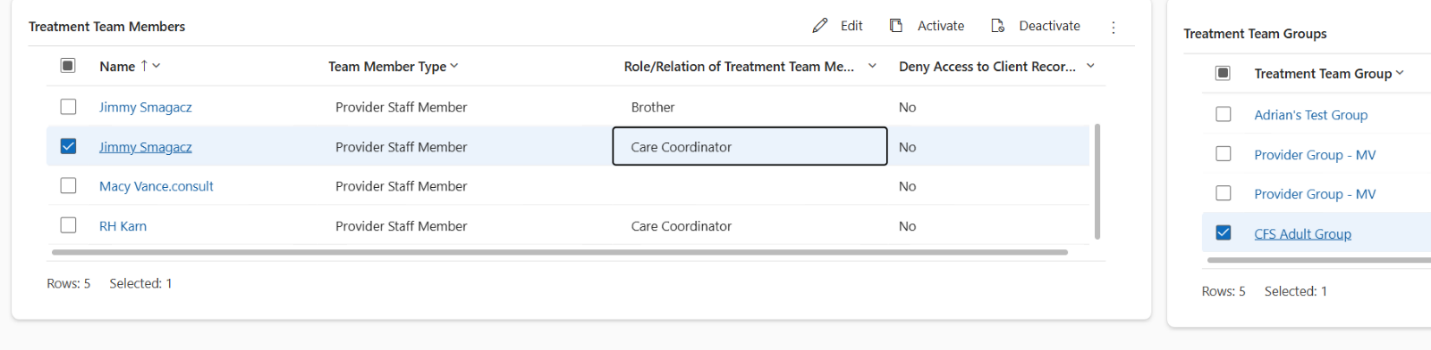 Treatment Team Members
Edit
Activate
Deactivate
Name
Team Member Type
Role/Relation of Treatment Team Me...
Deny Access to Client Recor...
Jimmy Smagacz Provider Staff Member Brother No
Jimmy Smagacz Provider Staff Member Care Coordinator No
Macy Vance.consult Provider Staff Member No
RH Karn Provider Staff Member Care Coordinator No
Rows: 5 Selected: 1
Treatment Team Groups
Treatment Team Group
Adrian's Test Group
Provider Group - MV
Provider Group - MV
CFS Adult Group
Rows: 5 Selected: 1